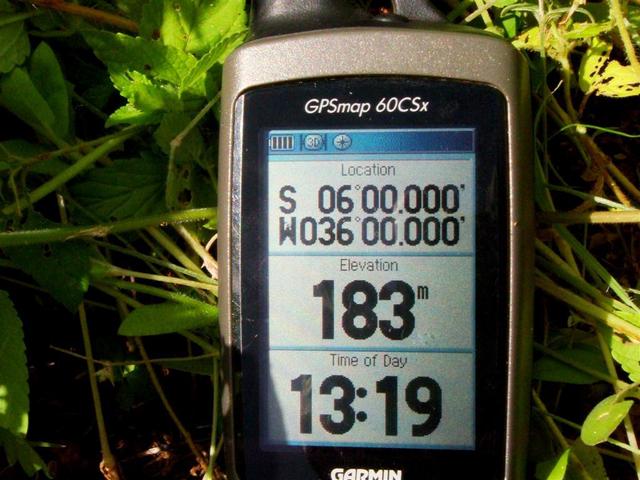 GPSmap 60CSx
3D
Location
S 06°00.000'
W036°00.000'
Elevation
183m
Time of Day
13:19
GARMIN